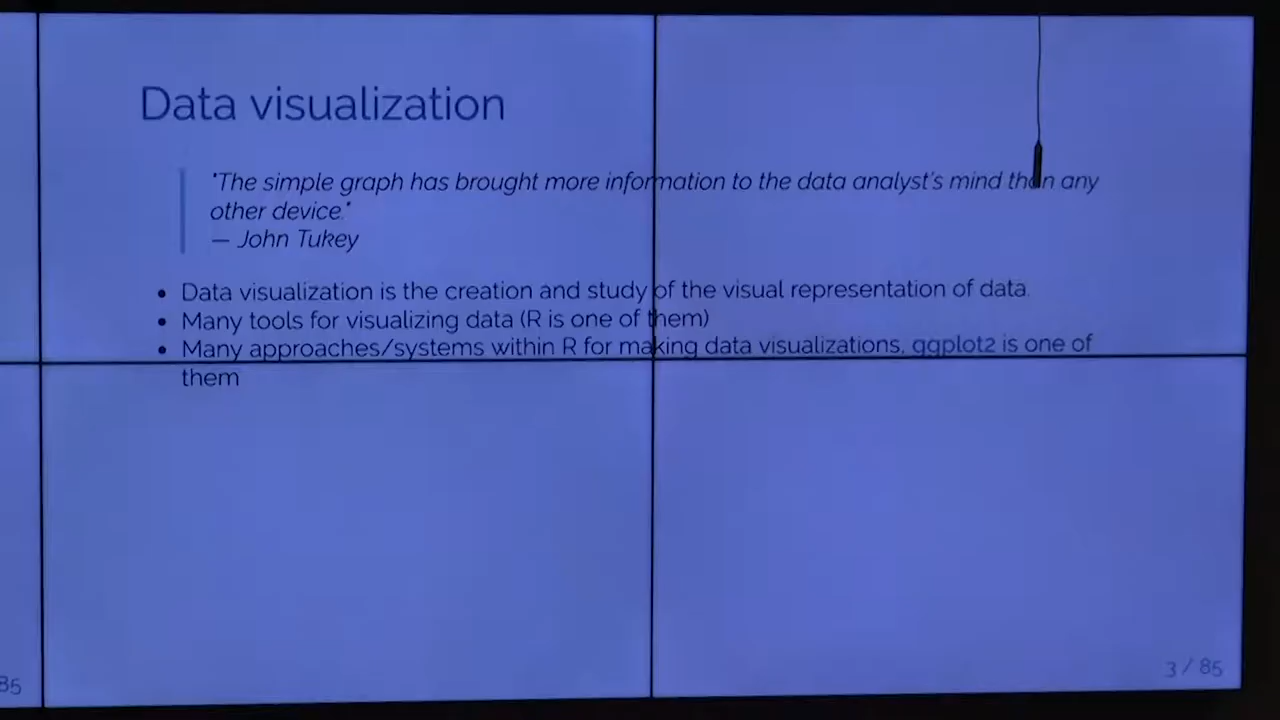 Data visualization
"The simple graph has brought more information to the data analyst's mind than any
other device."
— John Tukey
• Data visualization is the creation and study of the visual representation of data.
• Many tools for visualizing data (R is one of them)
• Many approaches/systems within R for making data visualizations, ggplot2 is one of
them
85
3 / 85